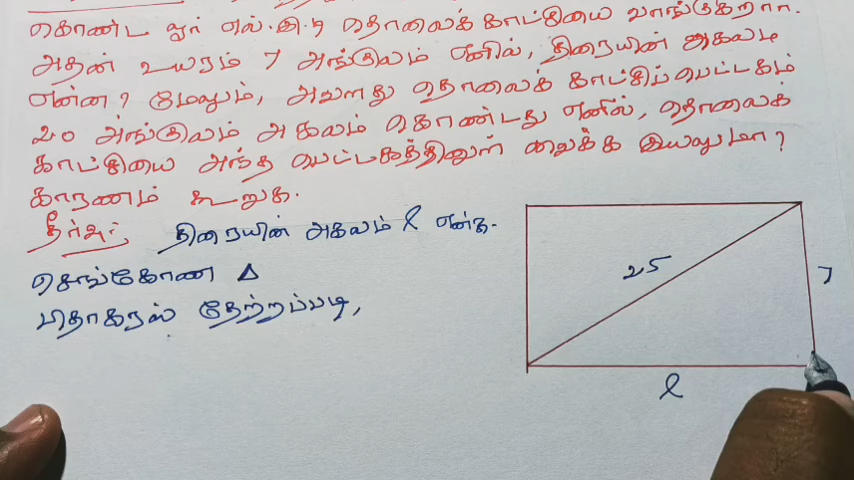 கொண்ட ஓர் எல்.இ.டி தொலைக்காட்சியை வாங்குகிறார்.
அதன் உயரம் 7 அங்குலம் எனில், திரையின் அகலம்
என்ன? மேலும், அவளது தொலைக் காட்சிப் பெட்டகம்
20 அங்குலம் அகலம் கொண்டது எனில், தொலைக்
காட்சியை அந்த பெட்டகத்தினுள் வைக்க இயலுமா?
காரணம் கூறுக.
தீர்வு: திரையின் அகலம் l என்க.
செங்கோண Δ
பிதாகரஸ் தேற்றப்படி,
25
7
l